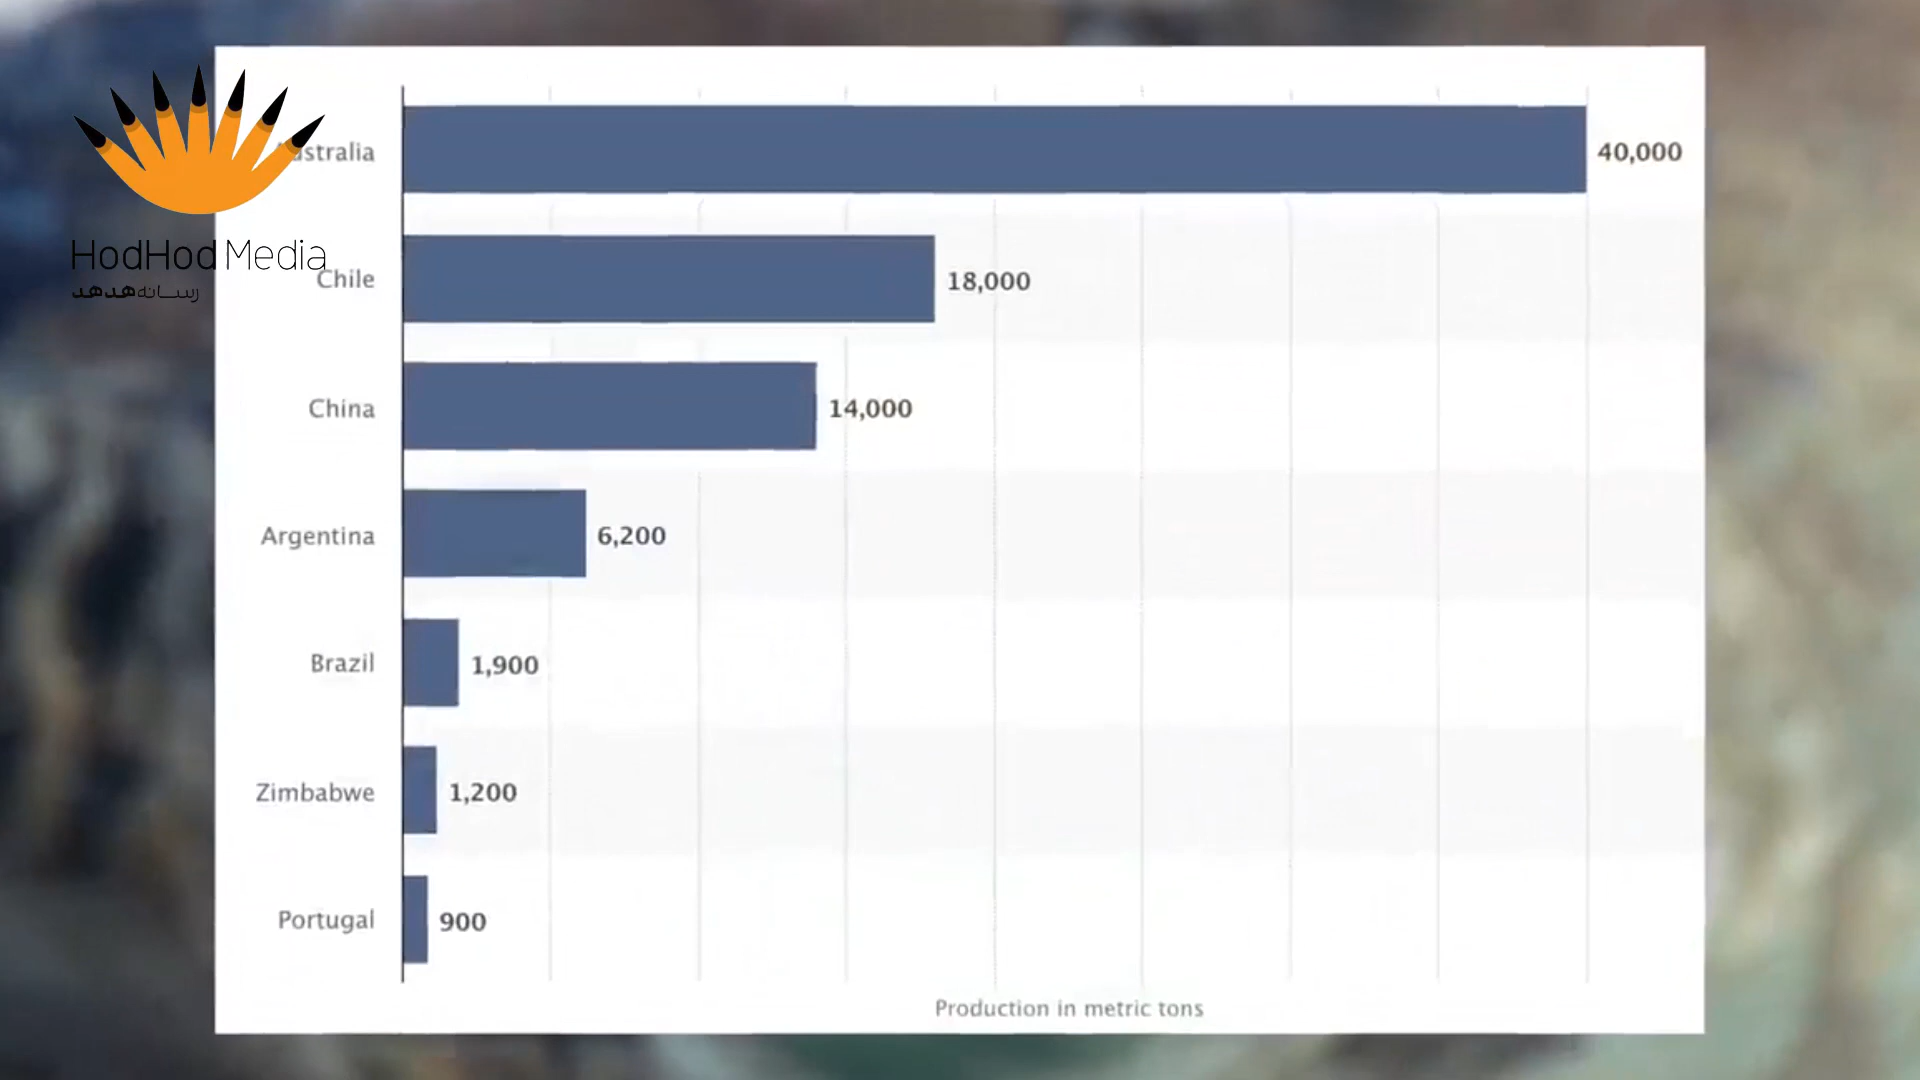 HodHod Media
رسانه هدهد
Australia
40,000
Chile
18,000
China
14,000
Argentina
6,200
Brazil
1,900
Zimbabwe
1,200
Portugal
900
Production in metric tons